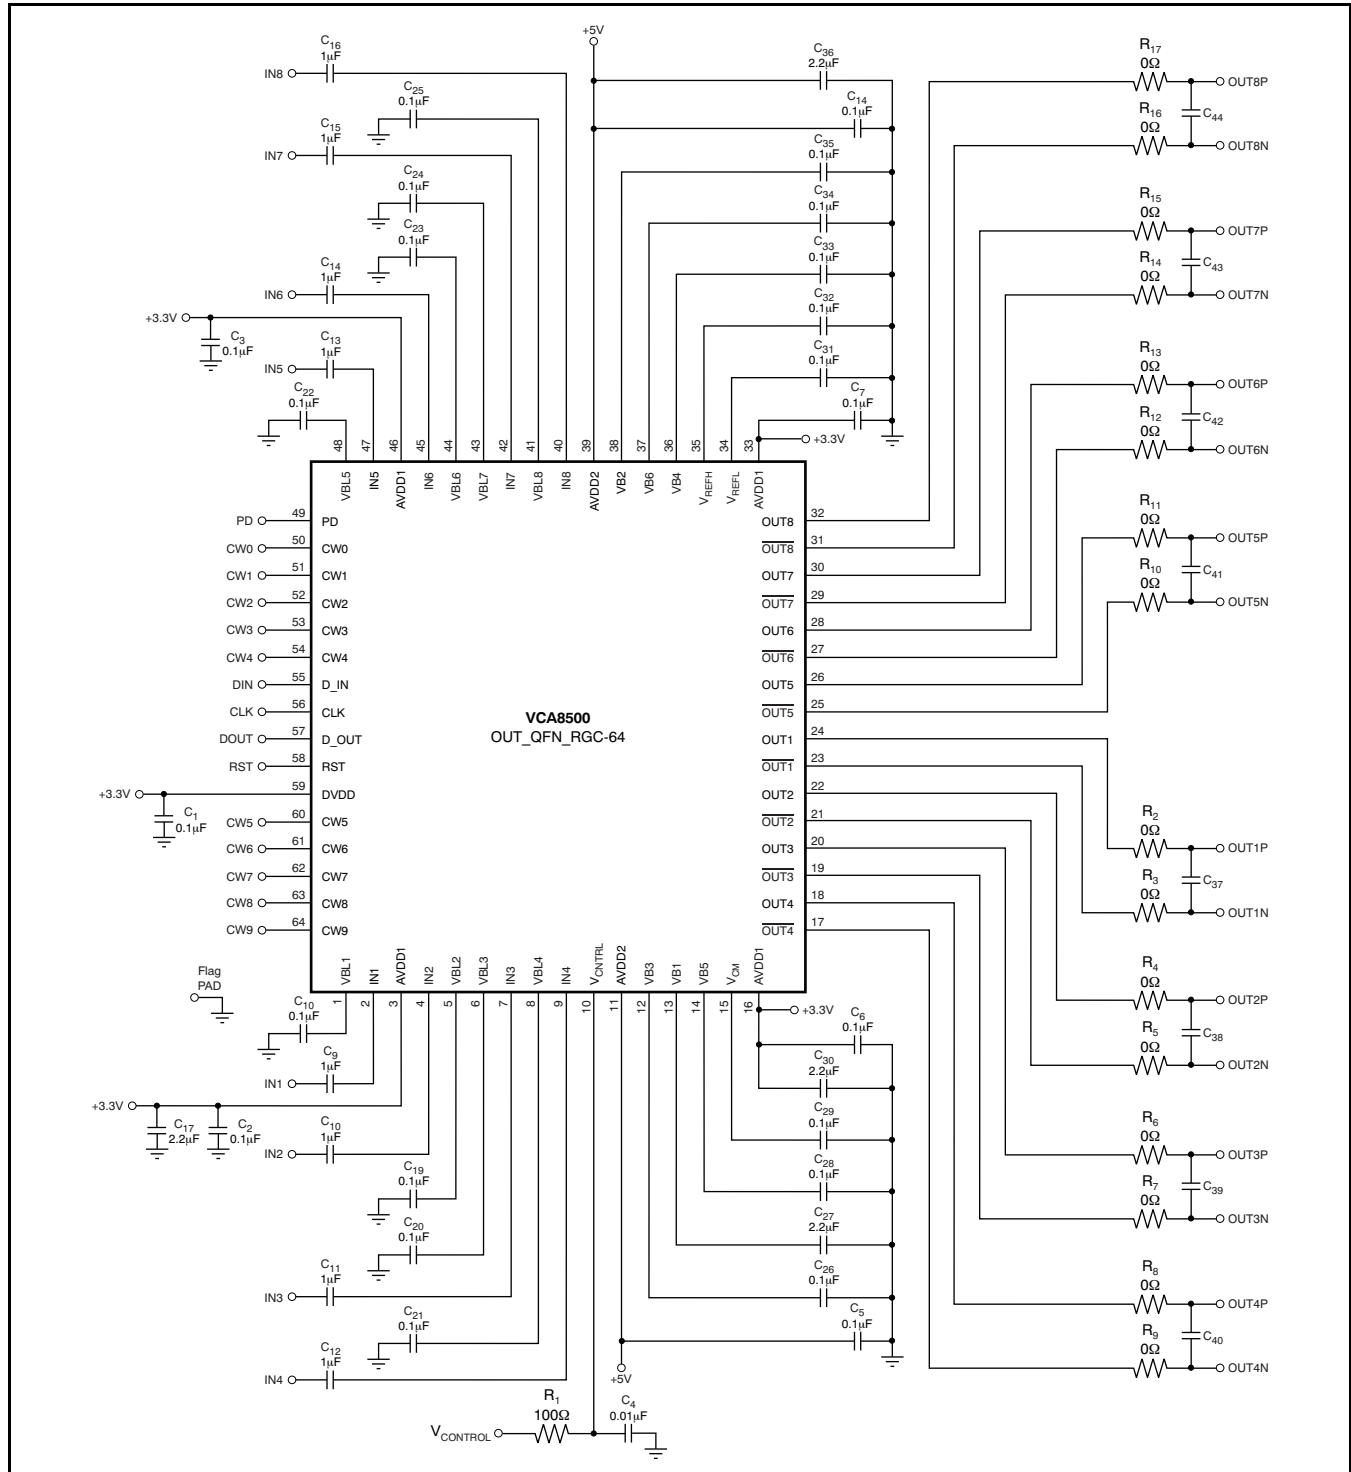 +5V
C16
1µF
IN8
C36
2.2µF
R17
0Ω
OUT8P
C25
0.1µF
C14
0.1µF
C44
R16
0Ω
OUT8N
C15
1µF
IN7
C35
0.1µF
C24
0.1µF
C34
0.1µF
R15
0Ω
OUT7P
C23
0.1µF
C33
0.1µF
C43
R14
0Ω
OUT7N
C14
1µF
IN6
C32
0.1µF
+3.3V
C3
0.1µF
C13
1µF
IN5
C31
0.1µF
R13
0Ω
OUT6P
C22
0.1µF
C7
0.1µF
+3.3V
C42
R12
0Ω
OUT6N
48 47 46 45 44 43 42 41 40 39 38 37 36 35 34 33
VBL5 IN5 AVDD1 IN6 VBL6 VBL7 IN7 VBL8 IN8 AVDD2 VB2 VB6 VB4 VREFH VREFL AVDD1
R11
0Ω
OUT5P
C41
R10
0Ω
OUT5N
PD 49 PD
CW0 50 CW0
CW1 51 CW1
CW2 52 CW2
CW3 53 CW3
CW4 54 CW4
DIN 55 D_IN
CLK 56 CLK
DOUT 57 D_OUT
RST 58 RST
+3.3V 59 DVDD
C1
0.1µF
CW5 60 CW5
CW6 61 CW6
CW7 62 CW7
CW8 63 CW8
CW9 64 CW9
VCA8500
OUT_QFN_RGC-64
OUT8 32
OUT8 31
OUT7 30
OUT7 29
OUT6 28
OUT6 27
OUT5 26
OUT5 25
OUT1 24
OUT1 23
OUT2 22
OUT2 21
OUT3 20
OUT3 19
OUT4 18
OUT4 17
R2
0Ω
OUT1P
C37
R3
0Ω
OUT1N
Flag
PAD
VBL1 IN1 AVDD1 IN2 VBL2 VBL3 IN3 VBL4 IN4 VCNTRL AVDD2 VB3 VB1 VB5 VCM AVDD1
1 2 3 4 5 6 7 8 9 10 11 12 13 14 15 16
+3.3V
R4
0Ω
OUT2P
C38
R5
0Ω
OUT2N
C10
0.1µF
C6
0.1µF
C9
1µF
IN1
C30
2.2µF
+3.3V
C17
2.2µF
C2
0.1µF
C10
1µF
IN2
C29
0.1µF
R6
0Ω
OUT3P
C39
R7
0Ω
OUT3N
C19
0.1µF
C28
0.1µF
C20
0.1µF
C27
2.2µF
C11
1µF
IN3
C26
0.1µF
R8
0Ω
OUT4P
C40
R9
0Ω
OUT4N
C21
0.1µF
C5
0.1µF
C12
1µF
IN4
+5V
R1
100Ω
C4
0.01µF
VCONTROL